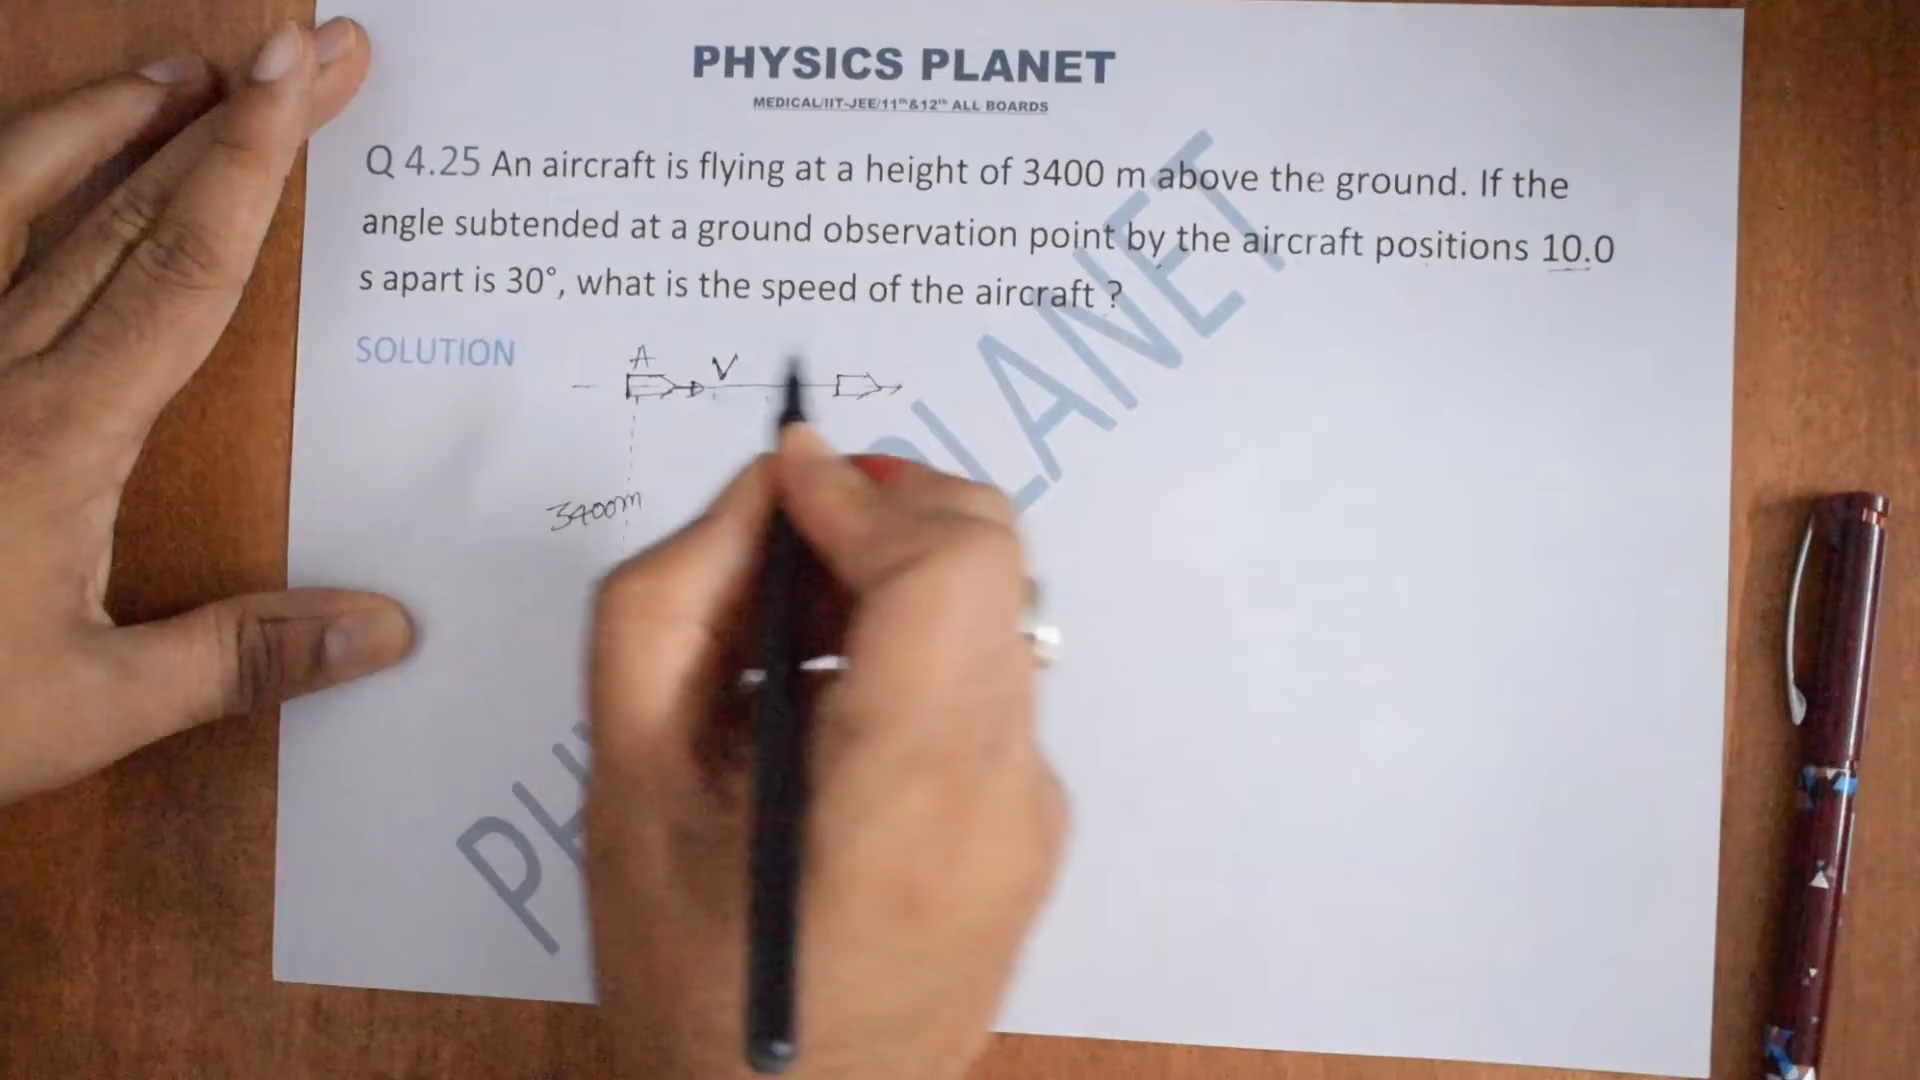 PHYSICS PLANET
MEDICAL/IIT-JEE/11th&12th ALL BOARDS
Q 4.25 An aircraft is flying at a height of 3400 m above the ground. If the
angle subtended at a ground observation point by the aircraft positions 10.0
s apart is 30°, what is the speed of the aircraft ?
SOLUTION
A
V
3400m
PLANET